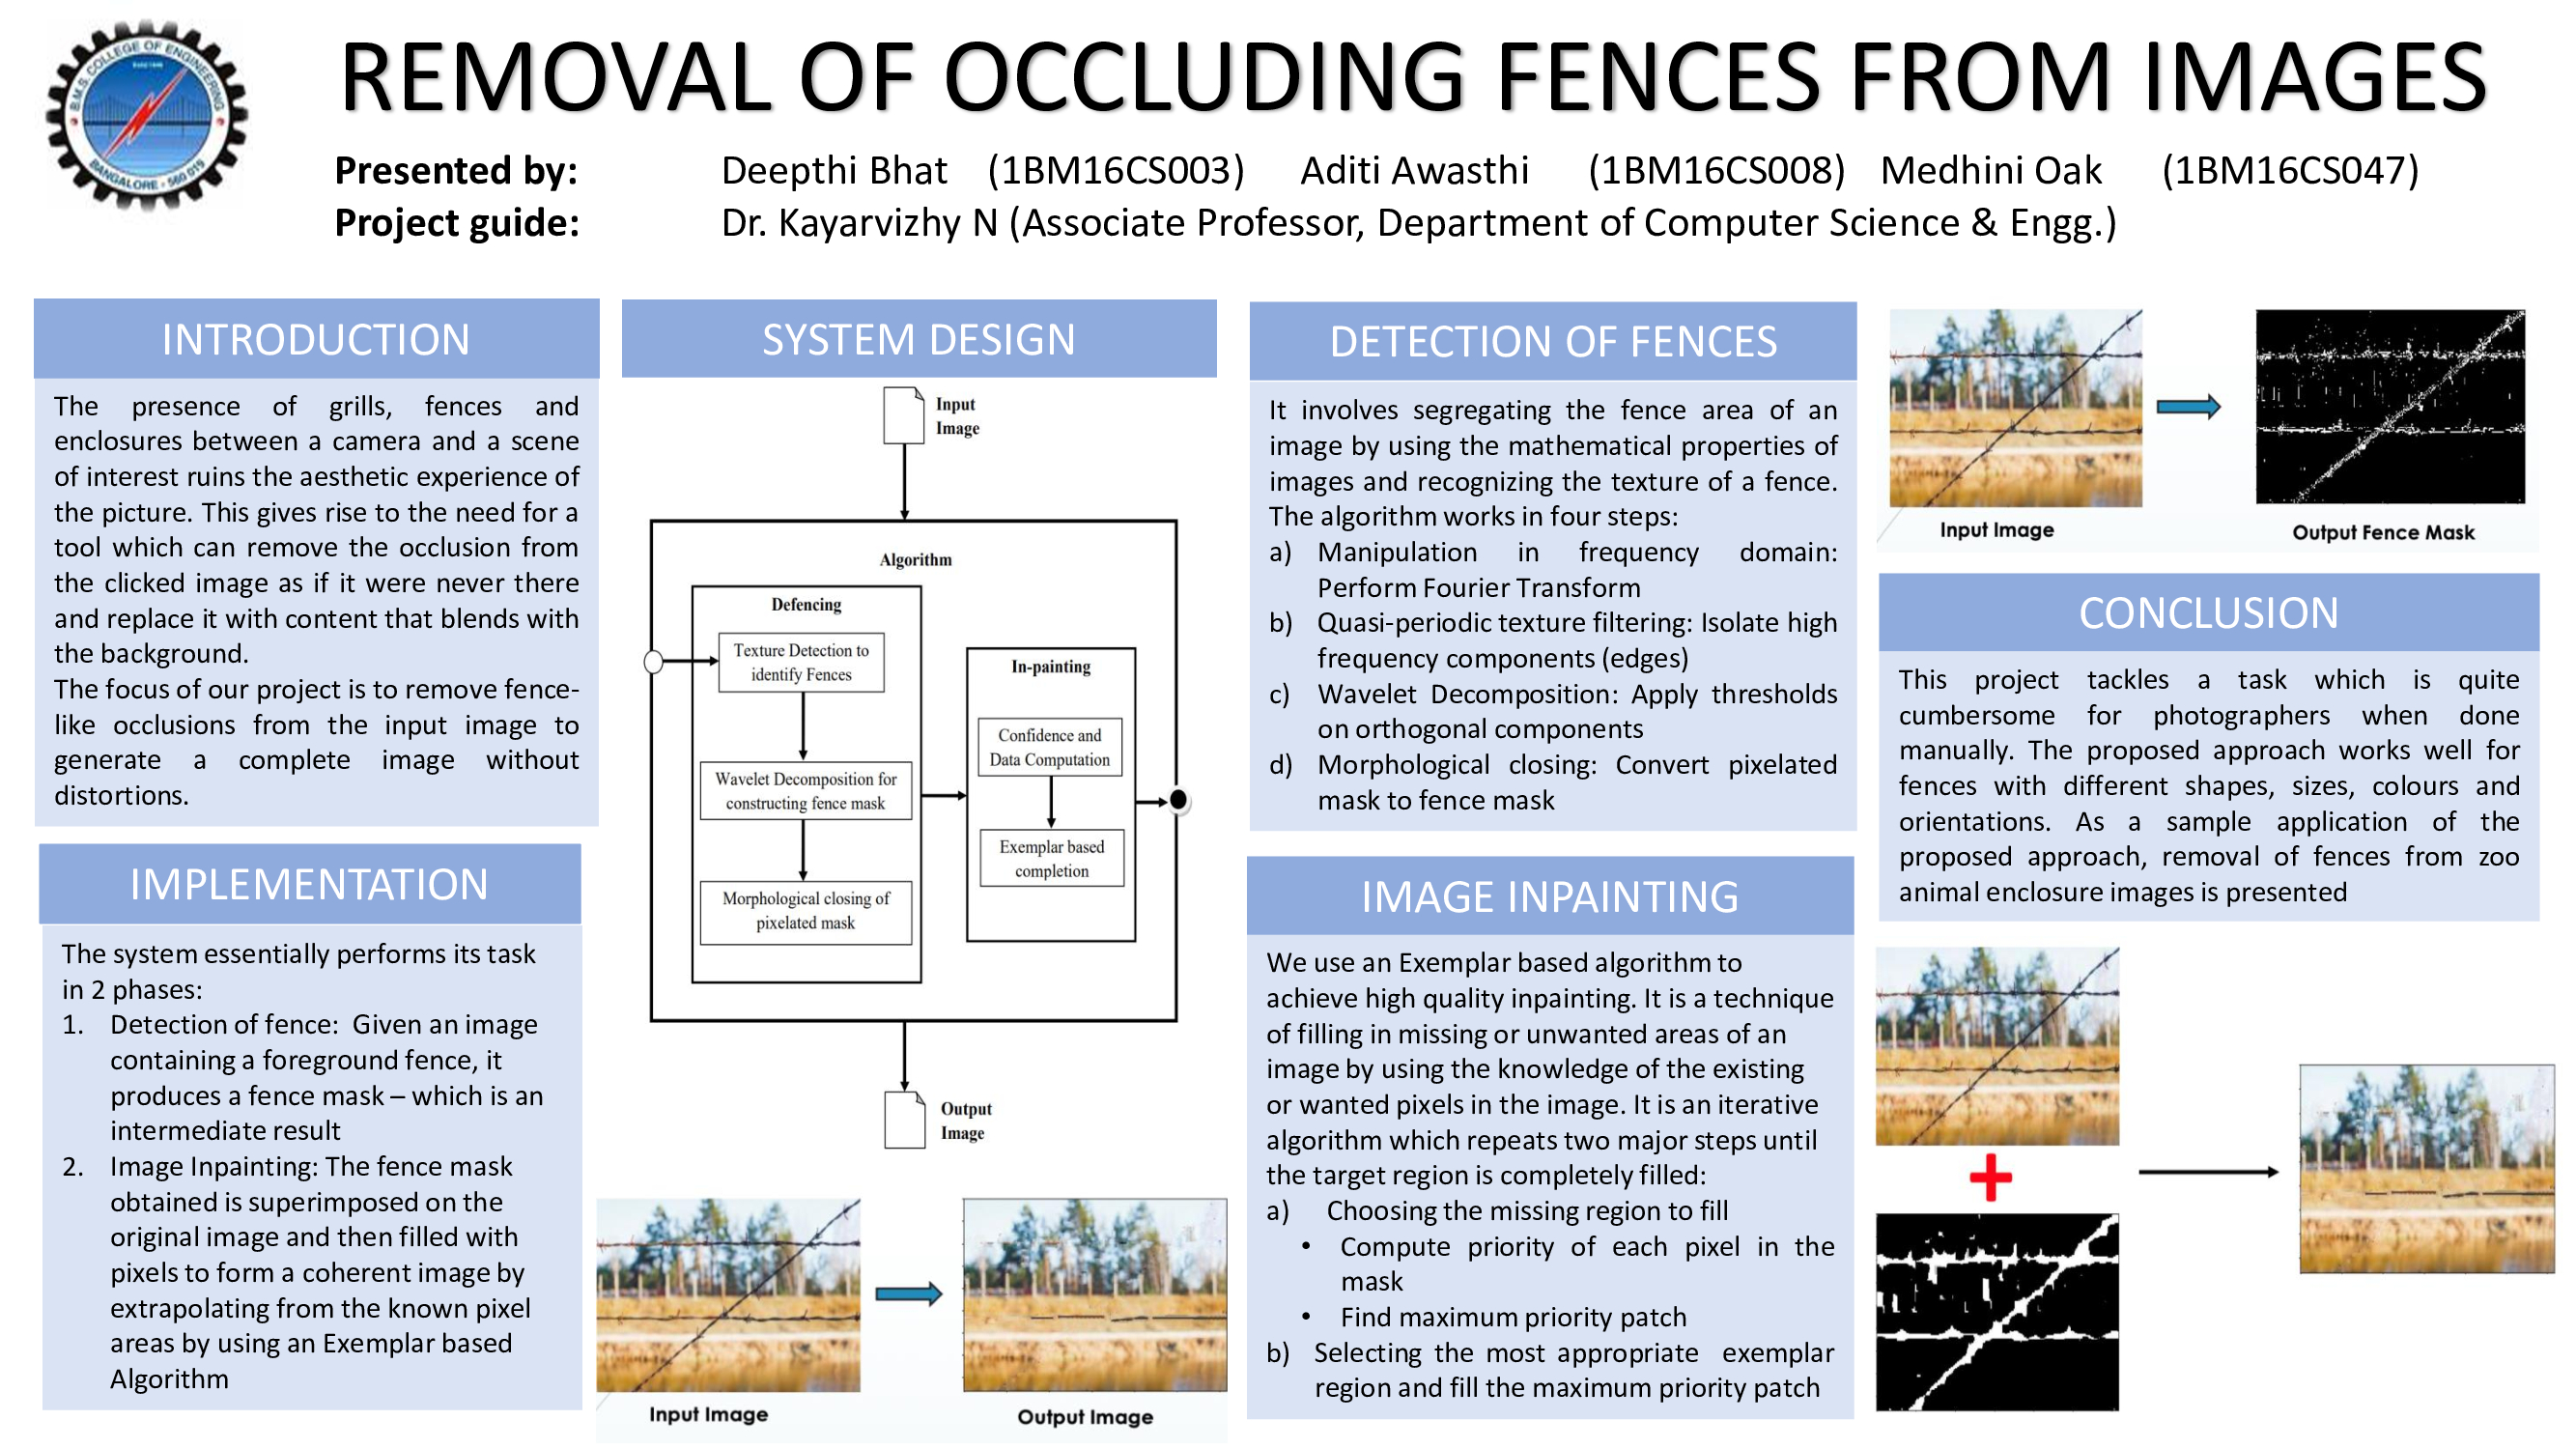 B.M.S. COLLEGE OF ENGINEERING
BANGALORE - 560 019
REMOVAL OF OCCLUDING FENCES FROM IMAGES
Presented by: Deepthi Bhat (1BM16CS003) Aditi Awasthi (1BM16CS008) Medhini Oak (1BM16CS047)
Project guide: Dr. Kayarvizhy N (Associate Professor, Department of Computer Science & Engg.)
INTRODUCTION
The presence of grills, fences and
enclosures between a camera and a scene
of interest ruins the aesthetic experience of
the picture. This gives rise to the need for a
tool which can remove the occlusion from
the clicked image as if it were never there
and replace it with content that blends with
the background.
The focus of our project is to remove fence-
like occlusions from the input image to
generate a complete image without
distortions.
IMPLEMENTATION
The system essentially performs its task
in 2 phases:
1. Detection of fence: Given an image
containing a foreground fence, it
produces a fence mask – which is an
intermediate result
2. Image Inpainting: The fence mask
obtained is superimposed on the
original image and then filled with
pixels to form a coherent image by
extrapolating from the known pixel
areas by using an Exemplar based
Algorithm
SYSTEM DESIGN
Input
Image
Algorithm
Defencing
Texture Detection to
identify Fences
Wavelet Decomposition for
constructing fence mask
Morphological closing of
pixelated mask
In-painting
Confidence and
Data Computation
Exemplar based
completion
Output
Image
Input Image
Output Image
DETECTION OF FENCES
It involves segregating the fence area of an
image by using the mathematical properties of
images and recognizing the texture of a fence.
The algorithm works in four steps:
a) Manipulation in frequency domain:
Perform Fourier Transform
b) Quasi-periodic texture filtering: Isolate high
frequency components (edges)
c) Wavelet Decomposition: Apply thresholds
on orthogonal components
d) Morphological closing: Convert pixelated
mask to fence mask
IMAGE INPAINTING
We use an Exemplar based algorithm to
achieve high quality inpainting. It is a technique
of filling in missing or unwanted areas of an
image by using the knowledge of the existing
or wanted pixels in the image. It is an iterative
algorithm which repeats two major steps until
the target region is completely filled:
a) Choosing the missing region to fill
• Compute priority of each pixel in the
mask
• Find maximum priority patch
b) Selecting the most appropriate exemplar
region and fill the maximum priority patch
Input Image
Output Fence Mask
CONCLUSION
This project tackles a task which is quite
cumbersome for photographers when done
manually. The proposed approach works well for
fences with different shapes, sizes, colours and
orientations. As a sample application of the
proposed approach, removal of fences from zoo
animal enclosure images is presented